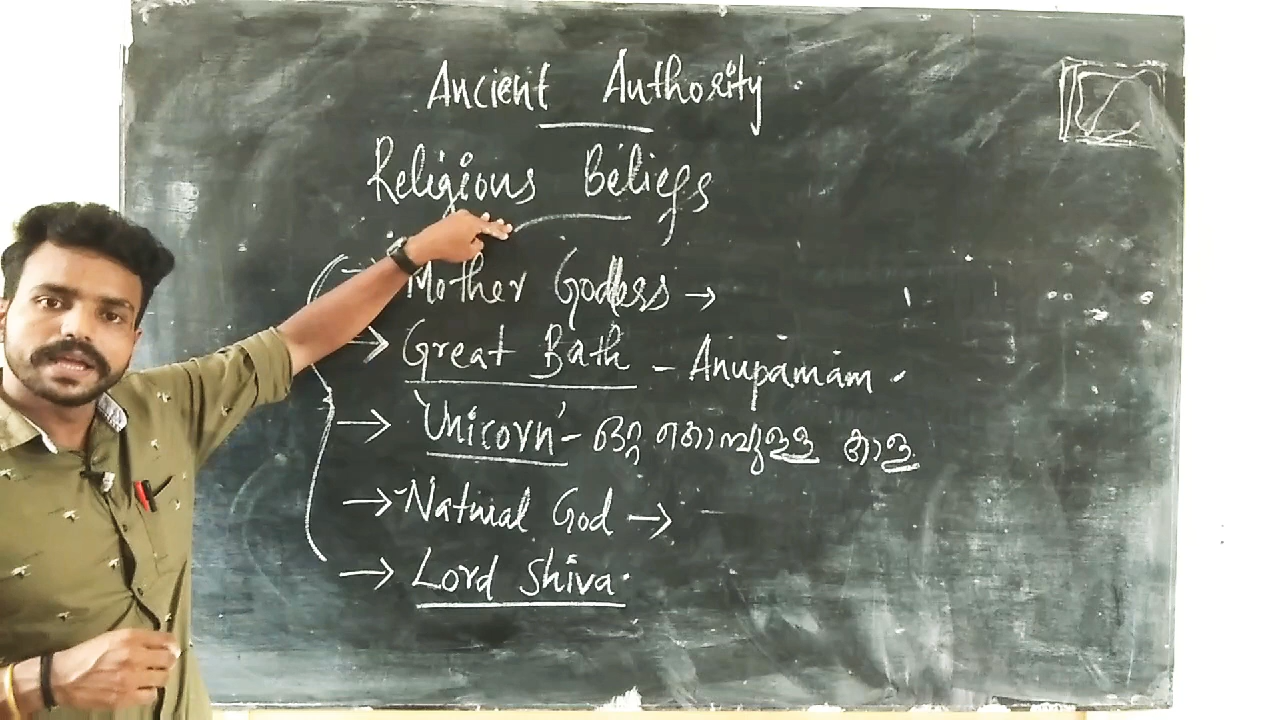 Ancient Authority
Religious Beliefs
→ Mother Godess →
→ Great Bath - Anupamam.
→ 'Unicorn' - ഒറ്റ കൊമ്പുള്ള കാള
→ Natural God →
→ Lord Shiva.